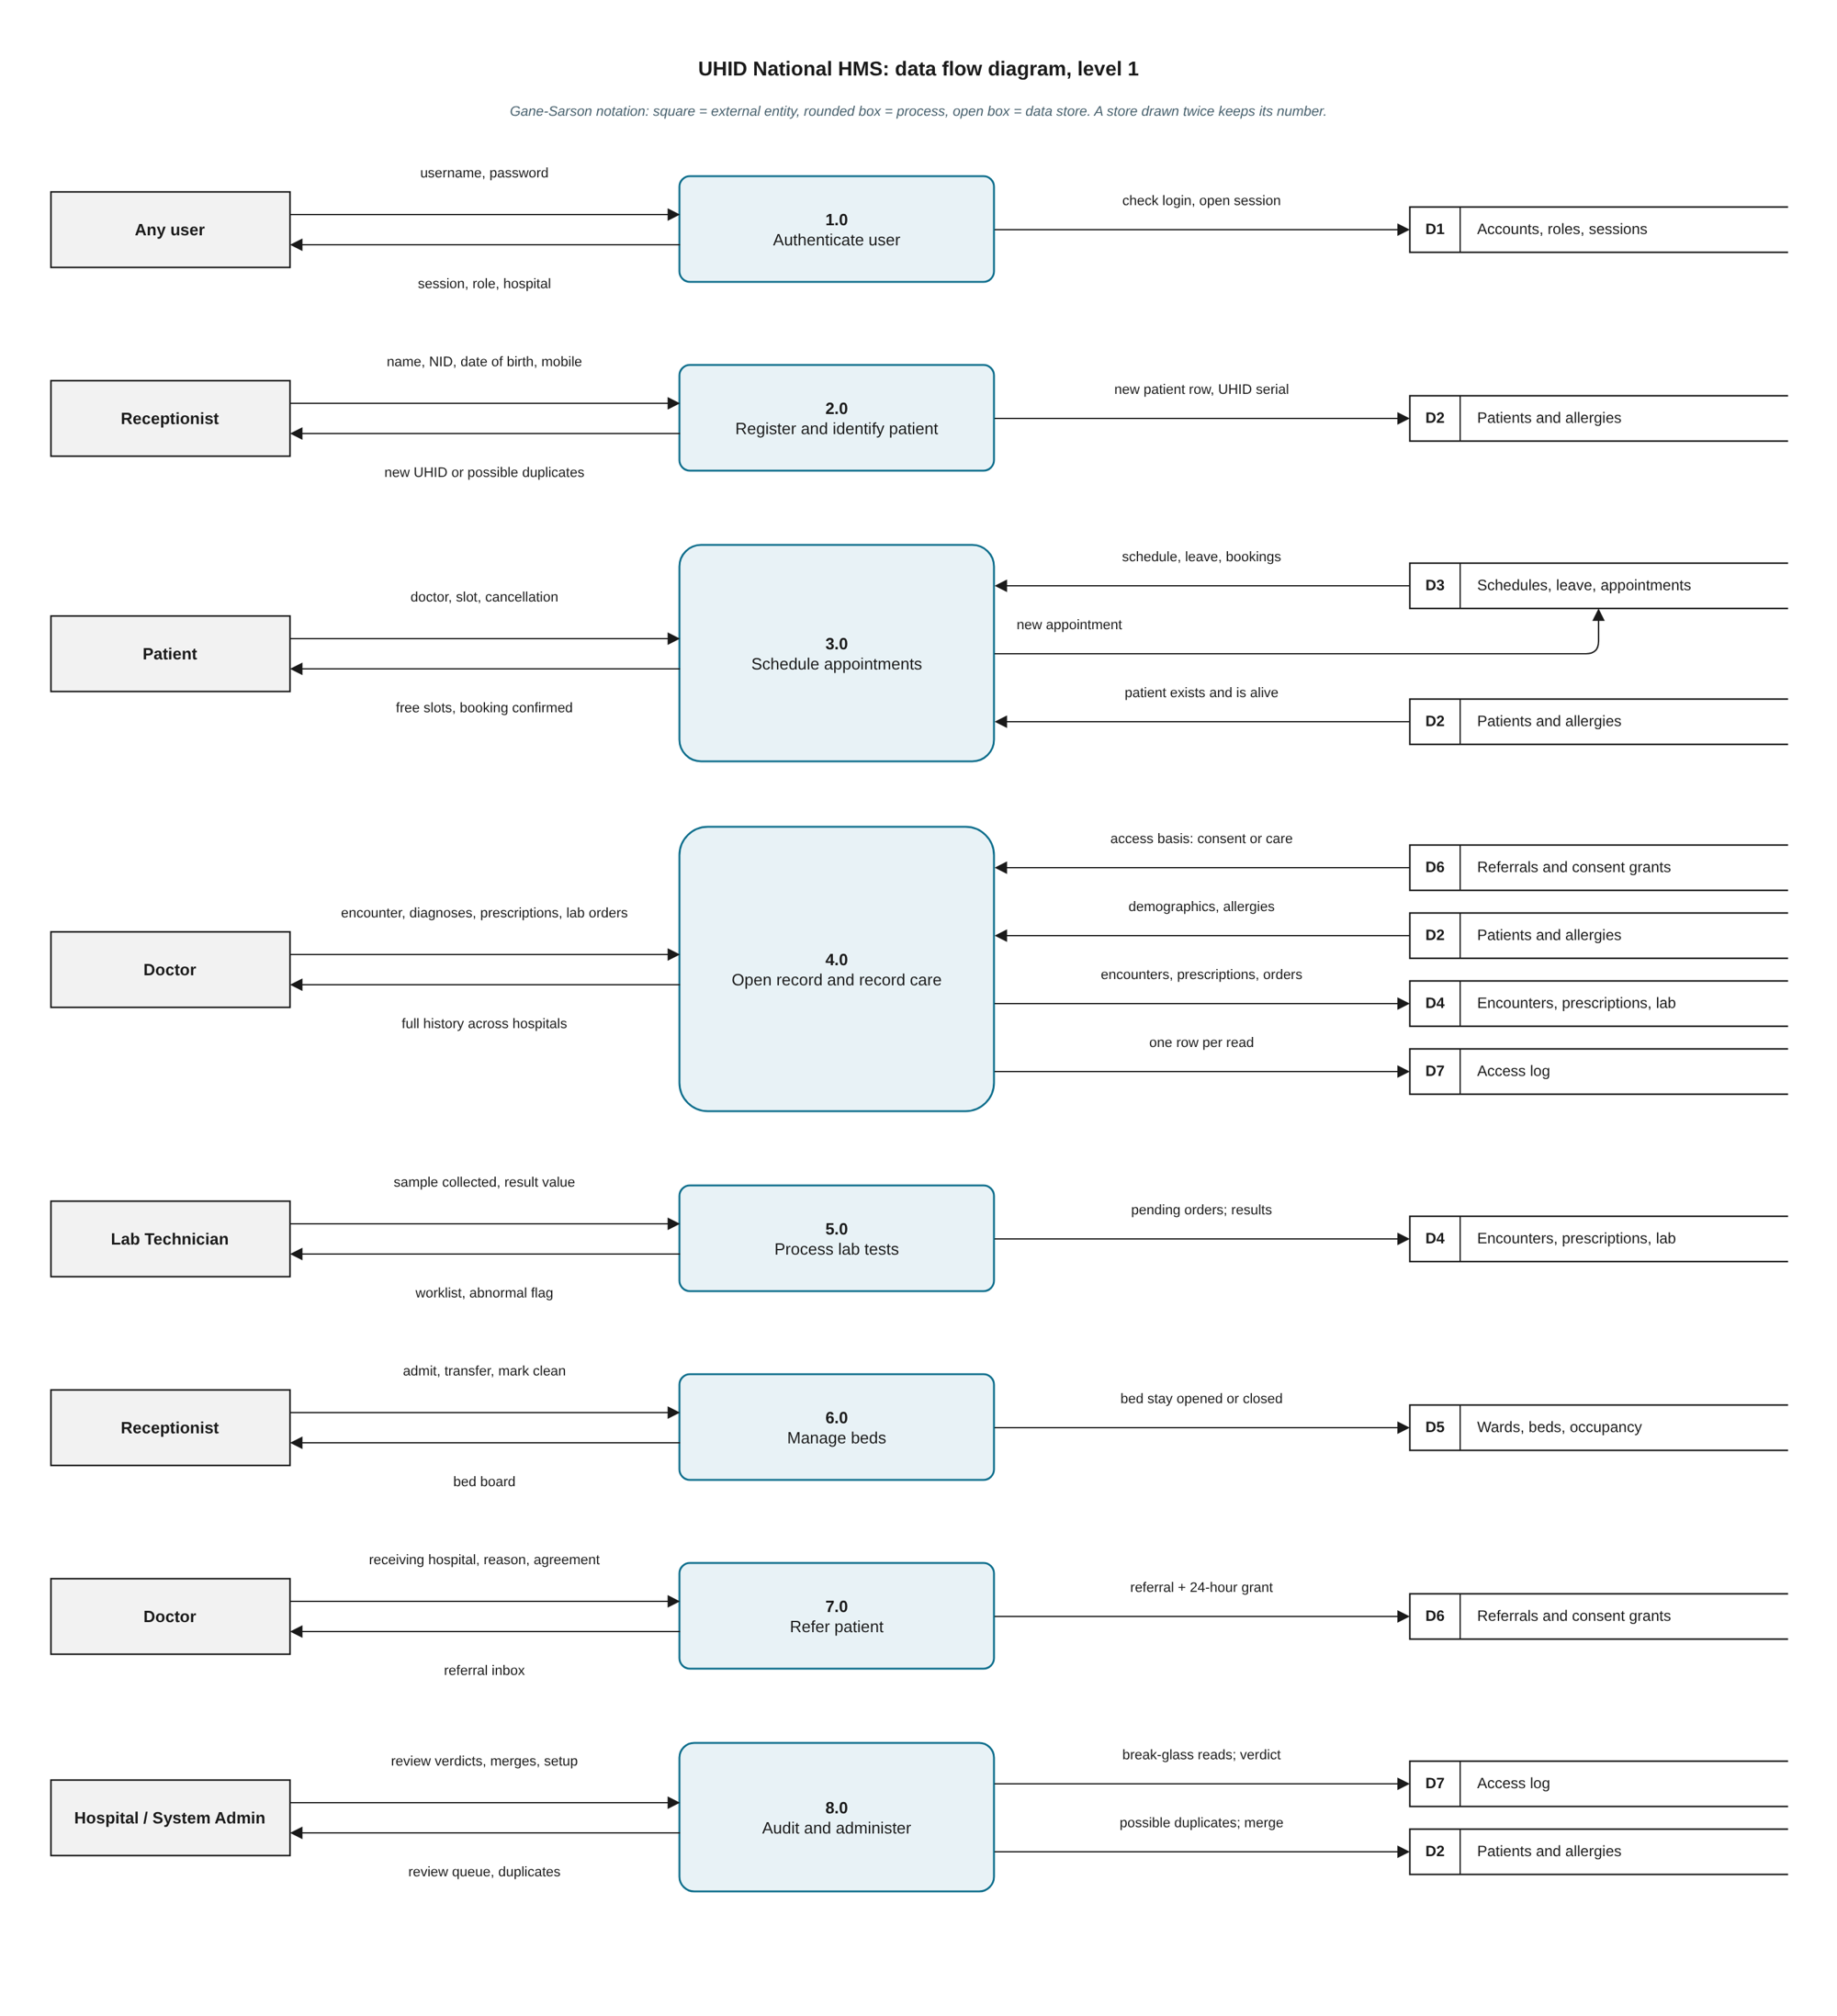 UHID National HMS: data flow diagram, level 1
Gane-Sarson notation: square = external entity, rounded box = process, open box = data store. A store drawn twice keeps its number.
username, password
Any user
1.0
Authenticate user
check login, open session
D1
Accounts, roles, sessions
session, role, hospital
name, NID, date of birth, mobile
Receptionist
2.0
Register and identify patient
new patient row, UHID serial
D2
Patients and allergies
new UHID or possible duplicates
doctor, slot, cancellation
Patient
3.0
Schedule appointments
schedule, leave, bookings
D3
Schedules, leave, appointments
new appointment
free slots, booking confirmed
patient exists and is alive
D2
Patients and allergies
encounter, diagnoses, prescriptions, lab orders
Doctor
4.0
Open record and record care
access basis: consent or care
D6
Referrals and consent grants
demographics, allergies
D2
Patients and allergies
encounters, prescriptions, orders
D4
Encounters, prescriptions, lab
full history across hospitals
one row per read
D7
Access log
sample collected, result value
Lab Technician
5.0
Process lab tests
pending orders; results
D4
Encounters, prescriptions, lab
worklist, abnormal flag
admit, transfer, mark clean
Receptionist
6.0
Manage beds
bed stay opened or closed
D5
Wards, beds, occupancy
bed board
receiving hospital, reason, agreement
Doctor
7.0
Refer patient
referral + 24-hour grant
D6
Referrals and consent grants
referral inbox
review verdicts, merges, setup
Hospital / System Admin
8.0
Audit and administer
break-glass reads; verdict
D7
Access log
possible duplicates; merge
D2
Patients and allergies
review queue, duplicates